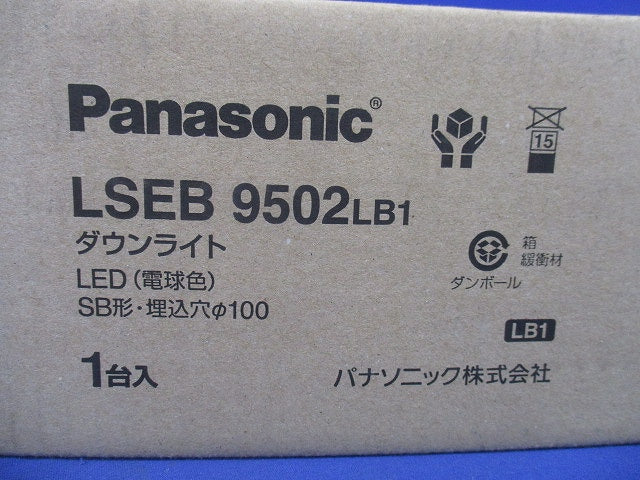 Panasonic®
15
LSEB 9502LB1
ダウンライト
LED(電球色)
SB形・埋込穴φ100
箱
緩衝材
ダンボール
LB1
1台入
パナソニック株式会社